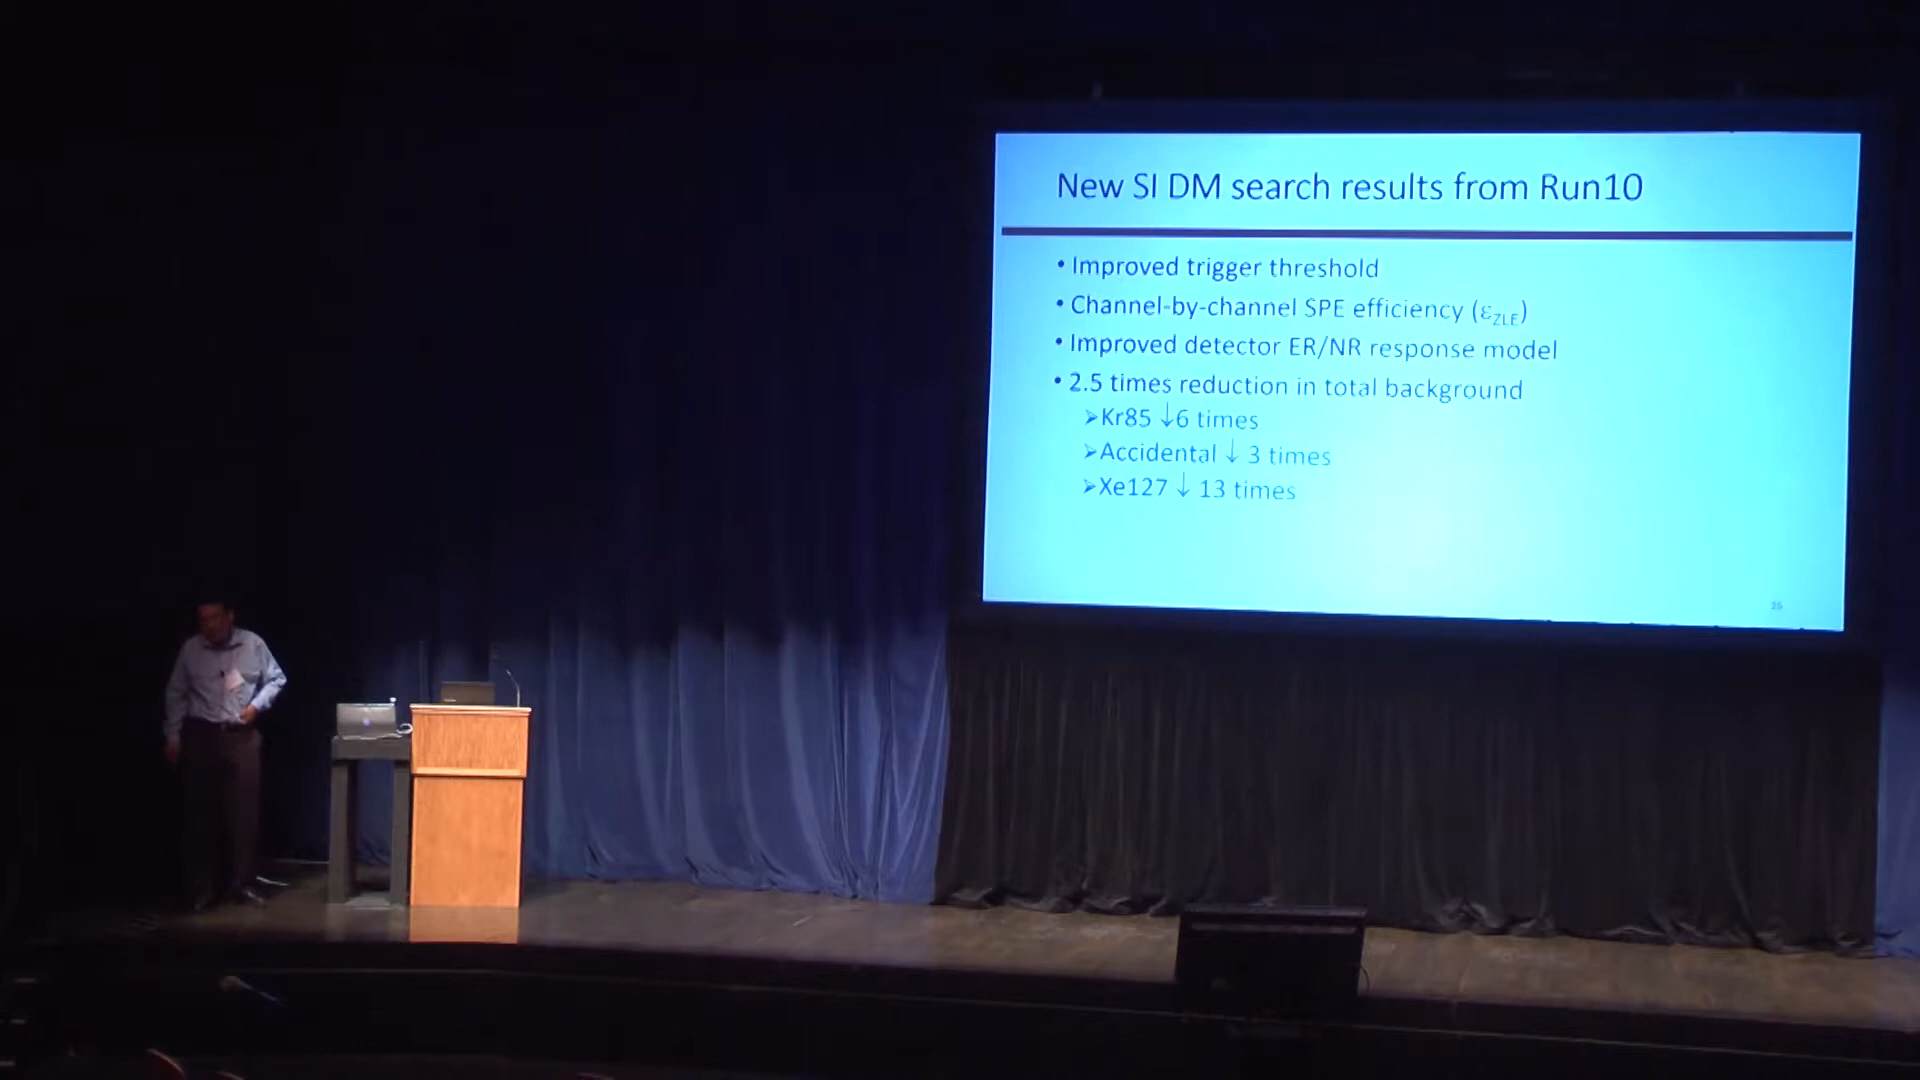 New SI DM search results from Run10
• Improved trigger threshold
• Channel-by-channel SPE efficiency (εZLE)
• Improved detector ER/NR response model
• 2.5 times reduction in total background
➢Kr85 ↓6 times
➢Accidental ↓ 3 times
➢Xe127 ↓ 13 times